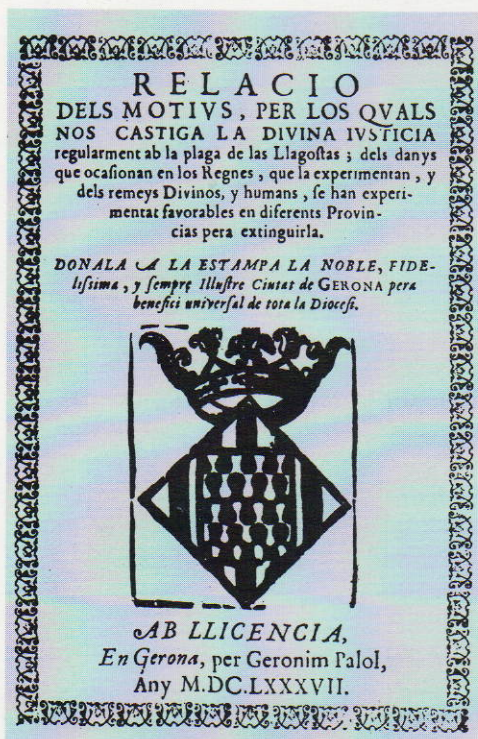 RELACIO
DELS MOTIVS, PER LOS QVALS
NOS CASTIGA LA DIVINA IVSTICIA
regularment ab la plaga de las Llagoſtas ; dels danys
que ocaſionan en los Regnes , que la experimentan , y
dels remeys Divinos, y humans , ſe han experi-
mentat favorables en diferents Provin-
cias pera extinguirla.
DONALA A LA ESTAMPA LA NOBLE, FIDE-
liſsima , y ſempre Illuſtre Ciutat de GERONA pera
benefici univerſal de tota la Dioceſi.
AB LLICENCIA,
En Gerona, per Geronim Palol,
Any M.DC.LXXXVII.